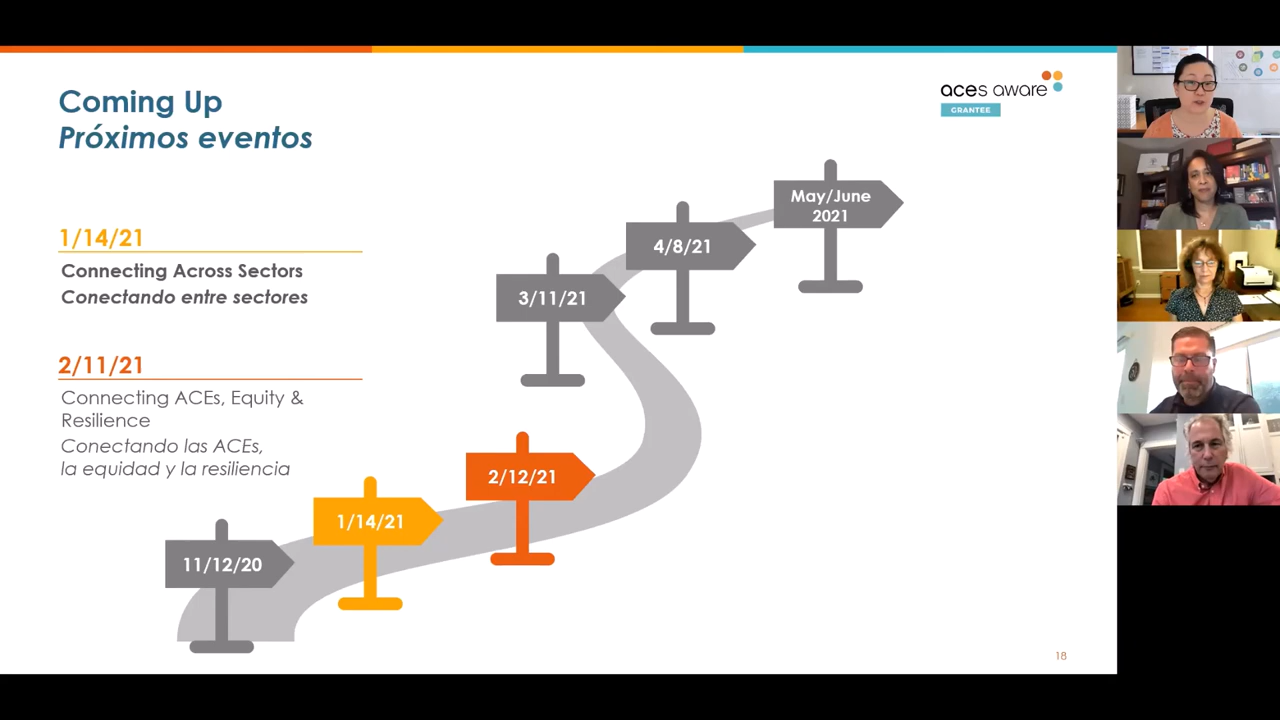 Coming Up
Próximos eventos
aces aware
GRANTEE
1/14/21
Connecting Across Sectors
Conectando entre sectores
2/11/21
Connecting ACEs, Equity &
Resilience
Conectando las ACEs,
la equidad y la resiliencia
11/12/20
1/14/21
2/12/21
3/11/21
4/8/21
May/June
2021
18